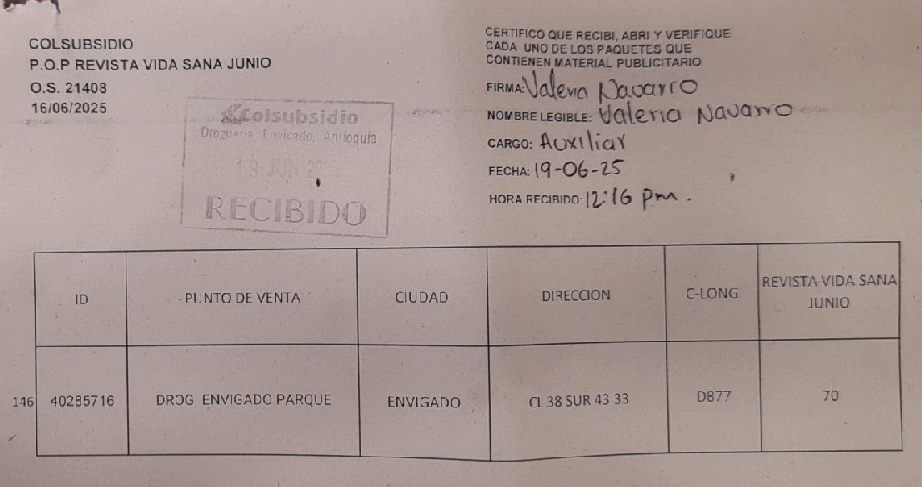 COLSUBSIDIO
P.O.P REVISTA VIDA SANA JUNIO
O.S. 21408
16/06/2025
CERTIFICO QUE RECIBI, ABRI Y VERIFIQUE
CADA UNO DE LOS PAQUETES QUE
CONTIENEN MATERIAL PUBLICITARIO
FIRMA: Valeria Navarro
NOMBRE LEGIBLE: Valeria Navarro
CARGO: Auxiliar
FECHA: 19-06-25
HORA RECIBIDO: 12:16 pm.
Colsubsidio
Droguería Envigado, Antioquia
19 JUN
RECIBIDO
ID PUNTO DE VENTA CIUDAD DIRECCION C-LONG REVISTA VIDA SANA
JUNIO
146 40285716 DROG ENVIGADO PARQUE ENVIGADO CL 38 SUR 43 33 D877 70